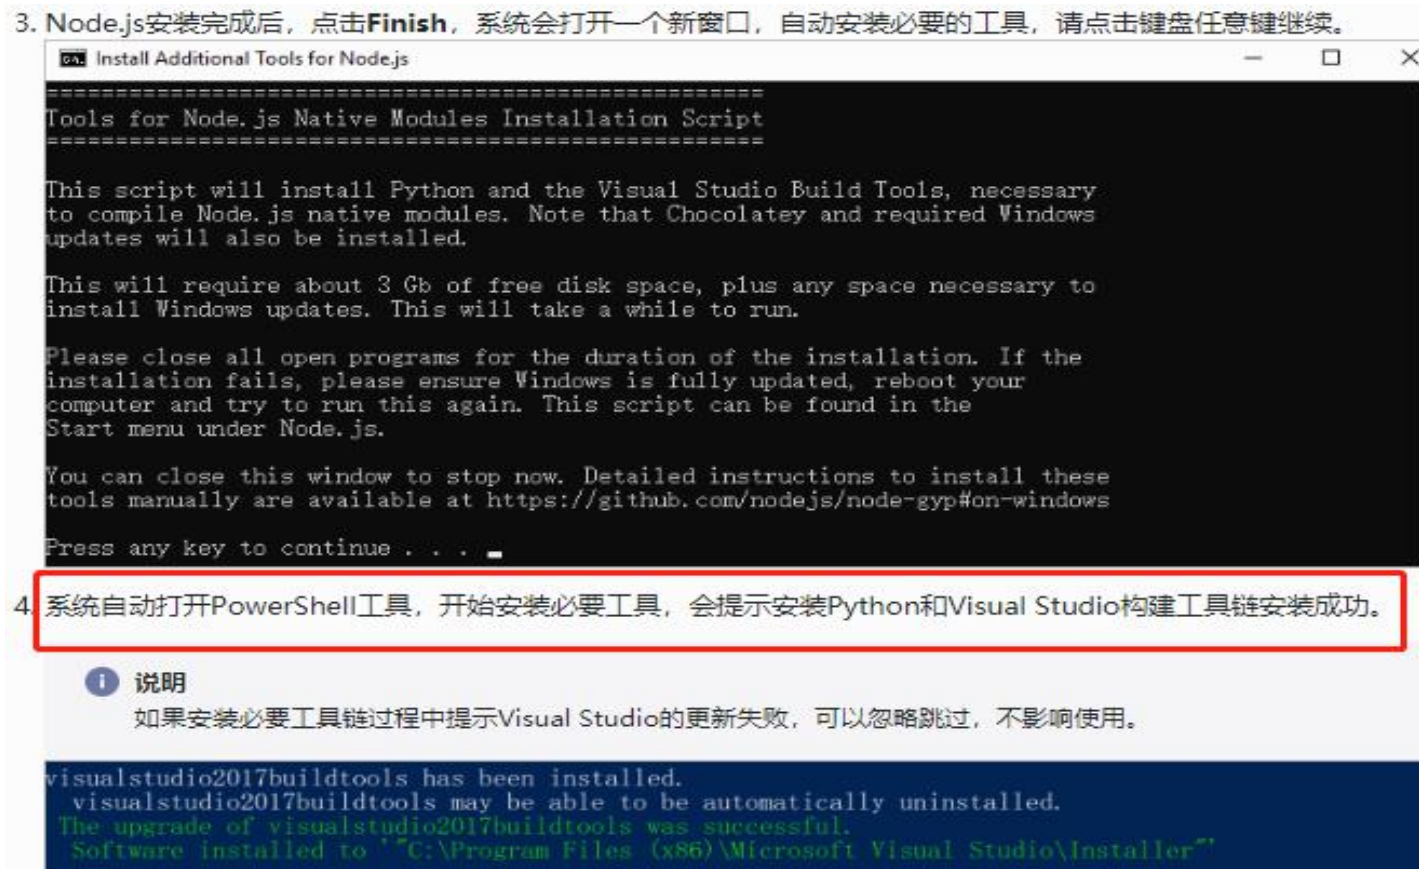 3. Node.js安装完成后，点击Finish，系统会打开一个新窗口，自动安装必要的工具，请点击键盘任意键继续。
Install Additional Tools for Node.js
====================================================
Tools for Node.js Native Modules Installation Script
====================================================
This script will install Python and the Visual Studio Build Tools, necessary
to compile Node.js native modules. Note that Chocolatey and required Windows
updates will also be installed.
This will require about 3 Gb of free disk space, plus any space necessary to
install Windows updates. This will take a while to run.
Please close all open programs for the duration of the installation. If the
installation fails, please ensure Windows is fully updated, reboot your
computer and try to run this again. This script can be found in the
Start menu under Node.js.
You can close this window to stop now. Detailed instructions to install these
tools manually are available at https://github.com/nodejs/node-gyp#on-windows
Press any key to continue . . .
4. 系统自动打开PowerShell工具，开始安装必要工具，会提示安装Python和Visual Studio构建工具链安装成功。
说明
如果安装必要工具链过程中提示Visual Studio的更新失败，可以忽略跳过，不影响使用。
visualstudio2017buildtools has been installed.
visualstudio2017buildtools may be able to be automatically uninstalled.
The upgrade of visualstudio2017buildtools was successful.
Software installed to '"C:\Program Files (x86)\Microsoft Visual Studio\Installer"'